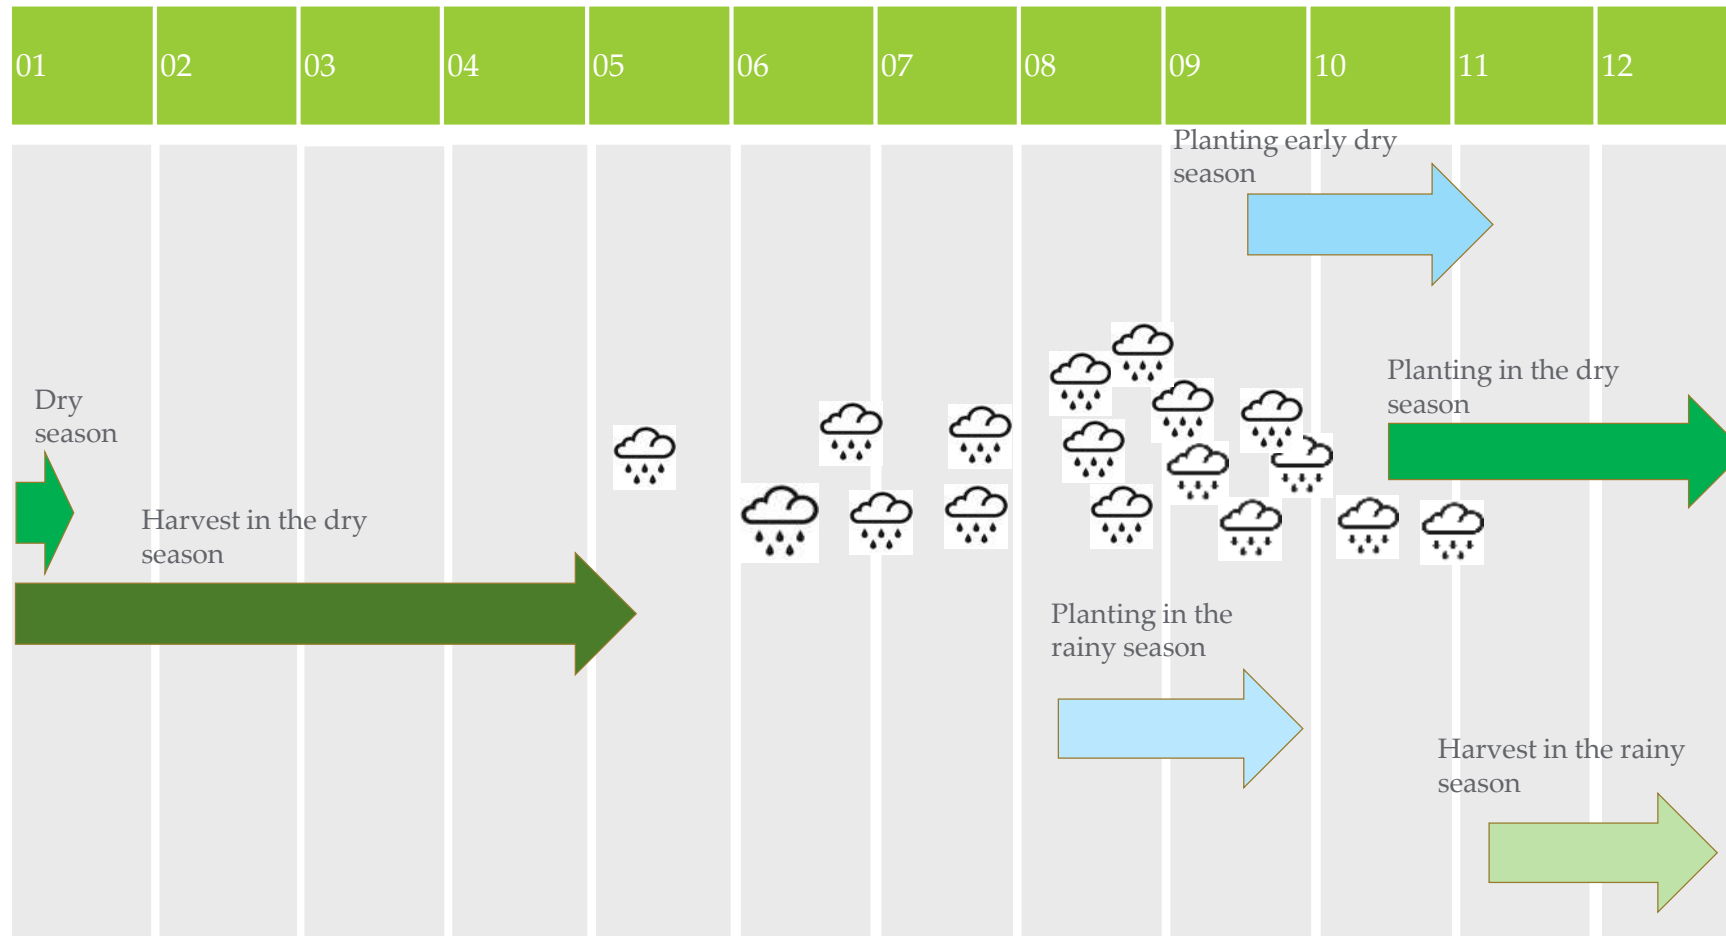 01 02 03 04 05 06 07 08 09 10 11 12
Planting early dry
season
Planting in the dry
season
Dry
season
Harvest in the dry
season
Planting in the
rainy season
Harvest in the rainy
season